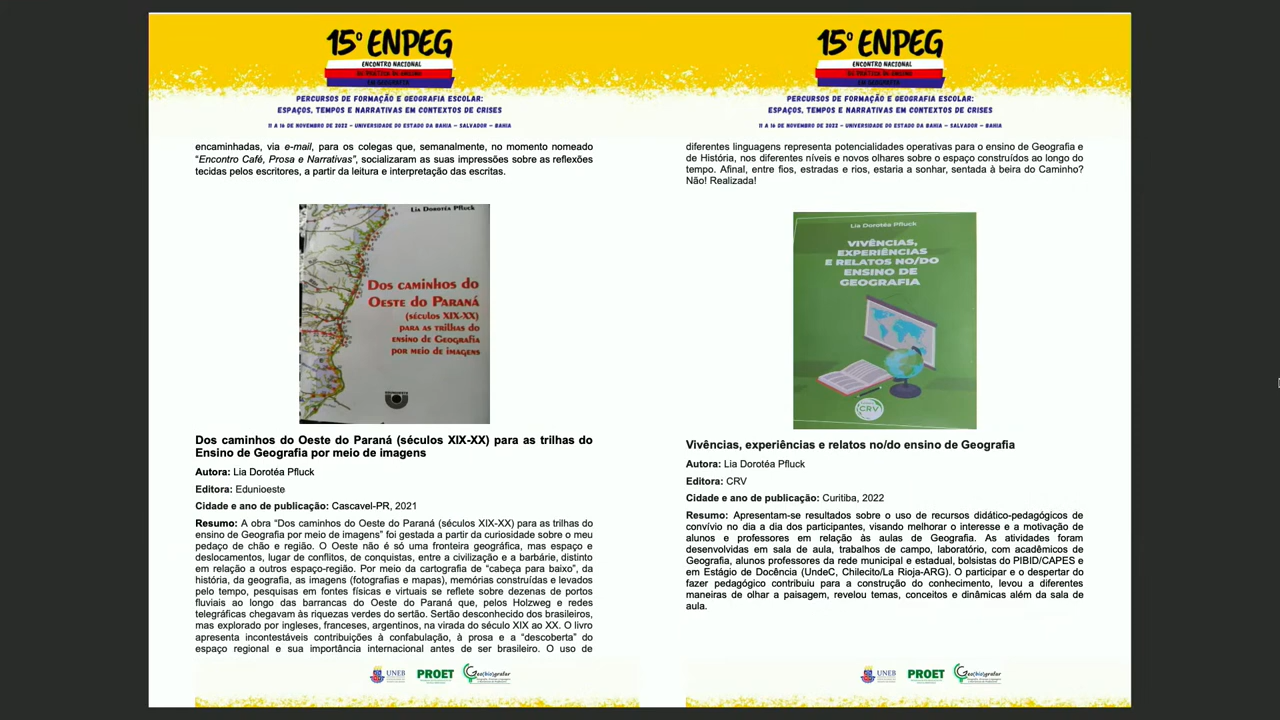 15º ENPEG
ENCONTRO NACIONAL
DE PRÁTICA DE ENSINO
EM GEOGRAFIA
PERCURSOS DE FORMAÇÃO E GEOGRAFIA ESCOLAR:
ESPAÇOS, TEMPOS E NARRATIVAS EM CONTEXTOS DE CRISES
11 A 16 DE NOVEMBRO DE 2022 – UNIVERSIDADE DO ESTADO DA BAHIA – SALVADOR – BAHIA
encaminhadas, via e-mail, para os colegas que, semanalmente, no momento nomeado
“Encontro Café, Prosa e Narrativas”, socializaram as suas impressões sobre as reflexões
tecidas pelos escritores, a partir da leitura e interpretação das escritas.
Lia Dorotéa Pfluck
Dos caminhos do
Oeste do Paraná
(séculos XIX-XX)
para as trilhas do
ensino de Geografia
por meio de imagens
Dos caminhos do Oeste do Paraná (séculos XIX-XX) para as trilhas do
Ensino de Geografia por meio de imagens
Autora: Lia Dorotéa Pfluck
Editora: Edunioeste
Cidade e ano de publicação: Cascavel-PR, 2021
Resumo: A obra “Dos caminhos do Oeste do Paraná (séculos XIX-XX) para as trilhas do
ensino de Geografia por meio de imagens” foi gestada a partir da curiosidade sobre o meu
pedaço de chão e região. O Oeste não é só uma fronteira geográfica, mas espaço e
deslocamentos, lugar de conflitos, de conquistas, entre a civilização e a barbárie, distinto
em relação a outros espaço-região. Por meio da cartografia de “cabeça para baixo”, da
história, da geografia, as imagens (fotografias e mapas), memórias construídas e levados
pelo tempo, pesquisas em fontes físicas e virtuais se reflete sobre dezenas de portos
fluviais ao longo das barrancas do Oeste do Paraná que, pelos Holzweg e redes
telegráficas chegavam às riquezas verdes do sertão. Sertão desconhecido dos brasileiros,
mas explorado por ingleses, franceses, argentinos, na virada do século XIX ao XX. O livro
apresenta incontestáveis contribuições à confabulação, à prosa e a “descoberta” do
espaço regional e sua importância internacional antes de ser brasileiro. O uso de
UNEB
PROET
Geo(bio)grafar
15º ENPEG
ENCONTRO NACIONAL
DE PRÁTICA DE ENSINO
EM GEOGRAFIA
PERCURSOS DE FORMAÇÃO E GEOGRAFIA ESCOLAR:
ESPAÇOS, TEMPOS E NARRATIVAS EM CONTEXTOS DE CRISES
11 A 16 DE NOVEMBRO DE 2022 – UNIVERSIDADE DO ESTADO DA BAHIA – SALVADOR – BAHIA
diferentes linguagens representa potencialidades operativas para o ensino de Geografia e
de História, nos diferentes níveis e novos olhares sobre o espaço construídos ao longo do
tempo. Afinal, entre fios, estradas e rios, estaria a sonhar, sentada à beira do Caminho?
Não! Realizada!
Lia Dorotéa Pfluck
VIVÊNCIAS,
EXPERIÊNCIAS
E RELATOS NO/DO
ENSINO DE
GEOGRAFIA
CRV
Vivências, experiências e relatos no/do ensino de Geografia
Autora: Lia Dorotéa Pfluck
Editora: CRV
Cidade e ano de publicação: Curitiba, 2022
Resumo: Apresentam-se resultados sobre o uso de recursos didático-pedagógicos de
convívio no dia a dia dos participantes, visando melhorar o interesse e a motivação de
alunos e professores em relação às aulas de Geografia. As atividades foram
desenvolvidas em sala de aula, trabalhos de campo, laboratório, com acadêmicos de
Geografia, alunos professores da rede municipal e estadual, bolsistas do PIBID/CAPES e
em Estágio de Docência (UndeC, Chilecito/La Rioja-ARG). O participar e o despertar do
fazer pedagógico contribuiu para a construção do conhecimento, levou a diferentes
maneiras de olhar a paisagem, revelou temas, conceitos e dinâmicas além da sala de
aula.
UNEB
PROET
Geo(bio)grafar